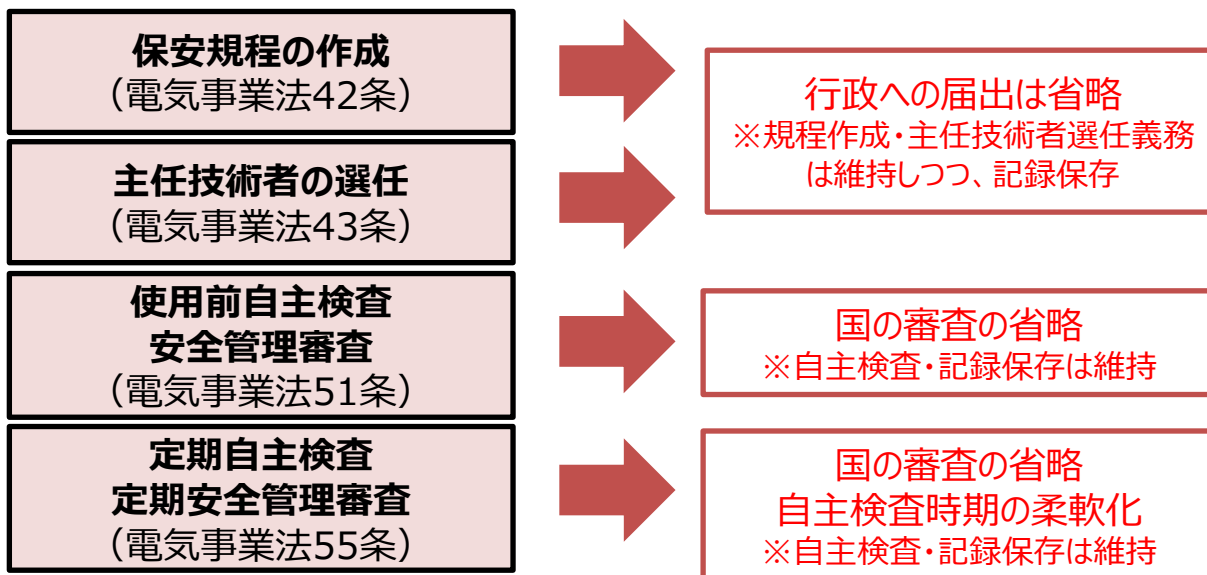 保安規程の作成
（電気事業法42条）
行政への届出は省略
※規程作成・主任技術者選任義務
は維持しつつ、記録保存
主任技術者の選任
（電気事業法43条）
使用前自主検査
安全管理審査
（電気事業法51条）
国の審査の省略
※自主検査・記録保存は維持
定期自主検査
定期安全管理審査
（電気事業法55条）
国の審査の省略
自主検査時期の柔軟化
※自主検査・記録保存は維持